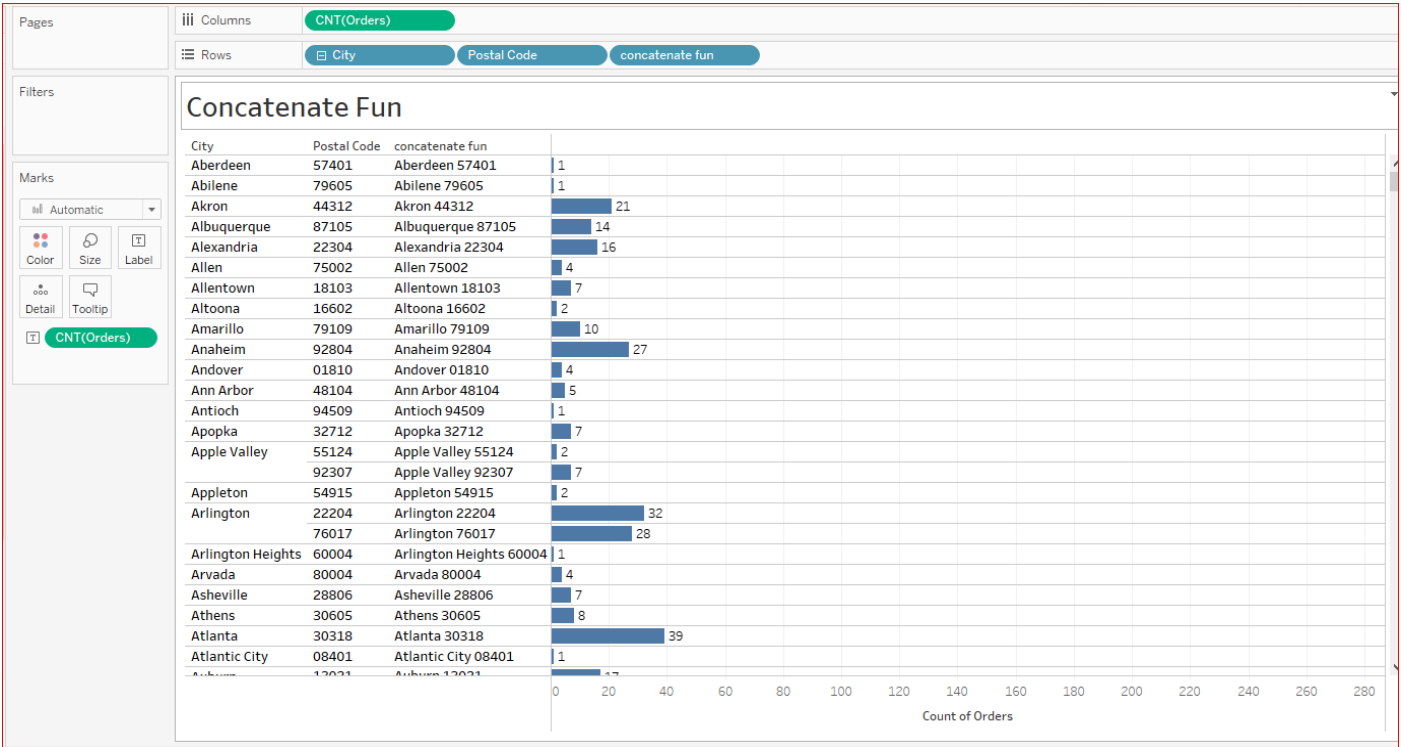 Pages
Columns CNT(Orders)
Rows City Postal Code concatenate fun
Filters
Concatenate Fun
City Postal Code concatenate fun
Aberdeen 57401 Aberdeen 57401 1
Abilene 79605 Abilene 79605 1
Akron 44312 Akron 44312 21
Albuquerque 87105 Albuquerque 87105 14
Alexandria 22304 Alexandria 22304 16
Allen 75002 Allen 75002 4
Allentown 18103 Allentown 18103 7
Altoona 16602 Altoona 16602 2
Amarillo 79109 Amarillo 79109 10
Anaheim 92804 Anaheim 92804 27
Andover 01810 Andover 01810 4
Ann Arbor 48104 Ann Arbor 48104 5
Antioch 94509 Antioch 94509 1
Apopka 32712 Apopka 32712 7
Apple Valley 55124 Apple Valley 55124 2
92307 Apple Valley 92307 7
Appleton 54915 Appleton 54915 2
Arlington 22204 Arlington 22204 32
76017 Arlington 76017 28
Arlington Heights 60004 Arlington Heights 60004 1
Arvada 80004 Arvada 80004 4
Asheville 28806 Asheville 28806 7
Athens 30605 Athens 30605 8
Atlanta 30318 Atlanta 30318 39
Atlantic City 08401 Atlantic City 08401 1
Auburn 13021 Auburn 13021 17
0 20 40 60 80 100 120 140 160 180 200 220 240 260 280
Count of Orders
Marks
Automatic
Color Size T Label
Detail Tooltip
T CNT(Orders)